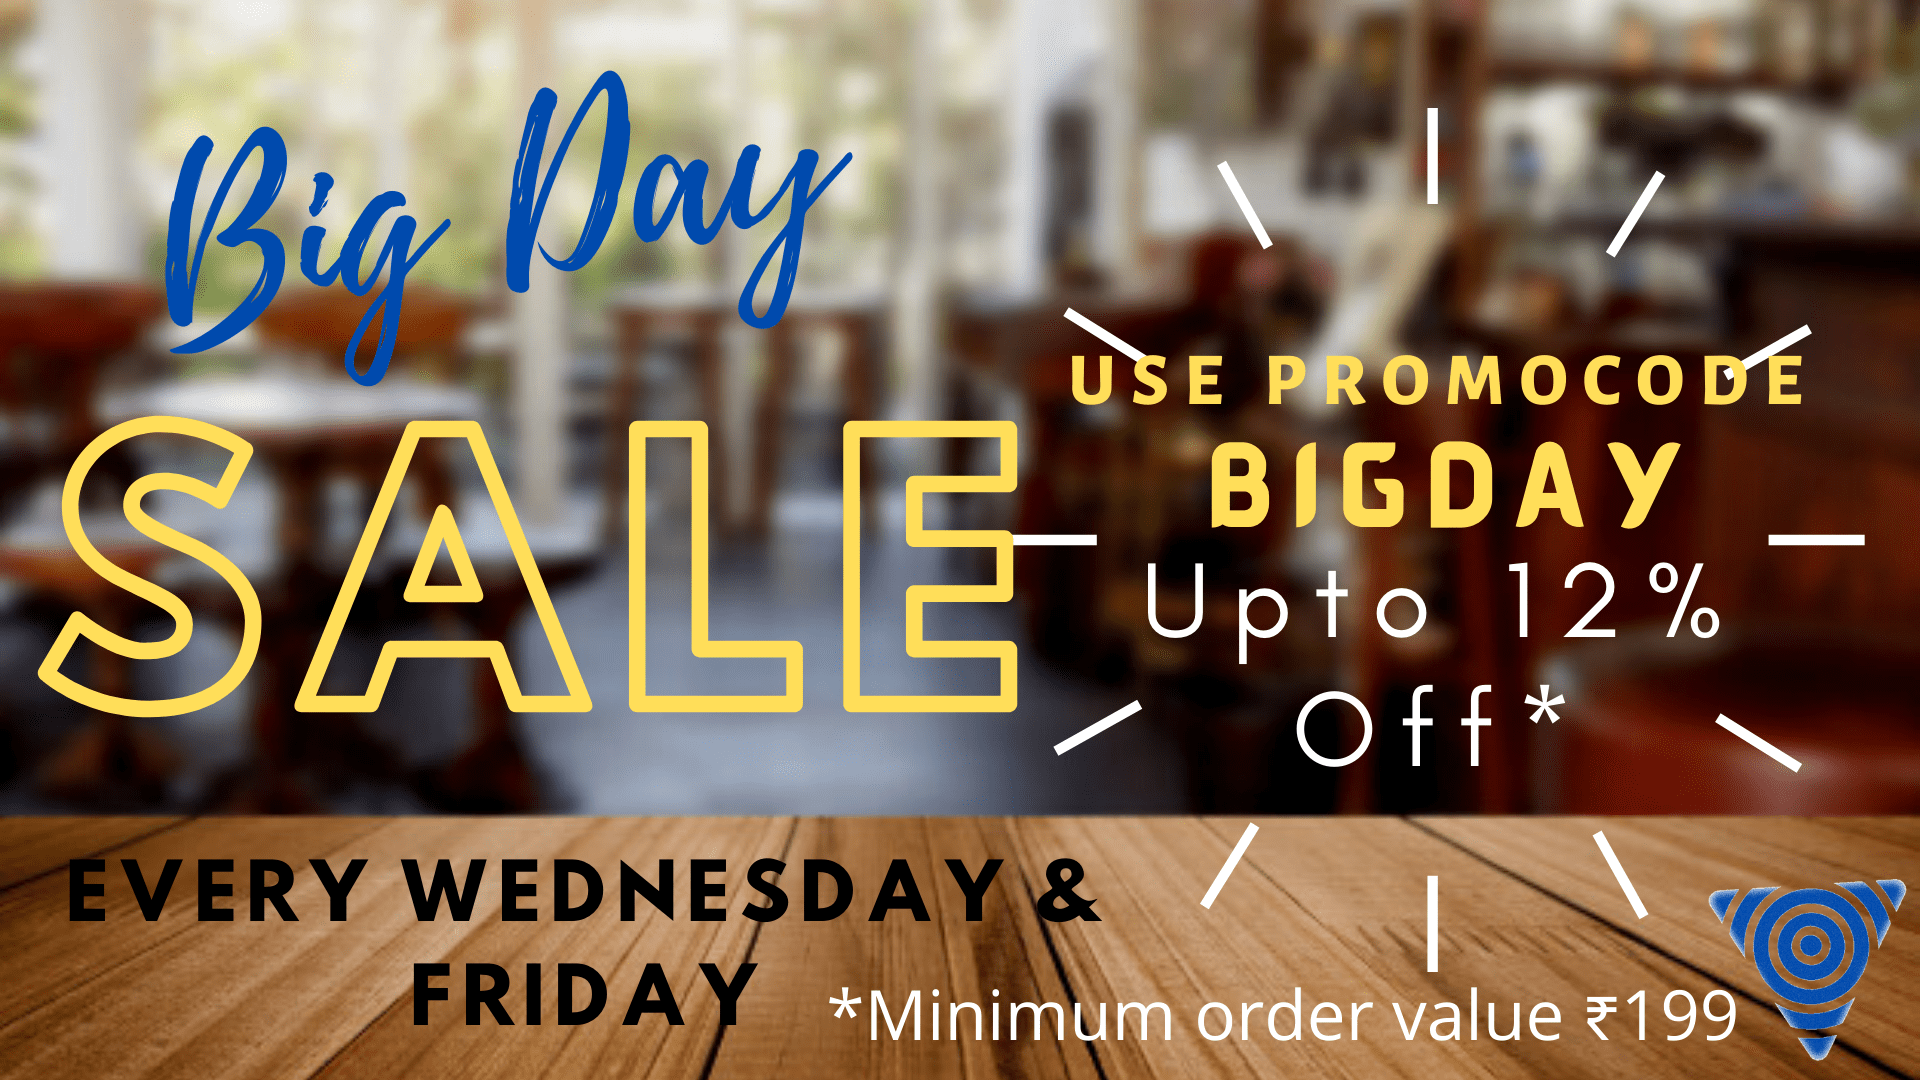 Big Day
SALE
USE PROMOCODE
BIGDAY
Upto 12%
Off*
EVERY WEDNESDAY &
FRIDAY
*Minimum order value ₹199